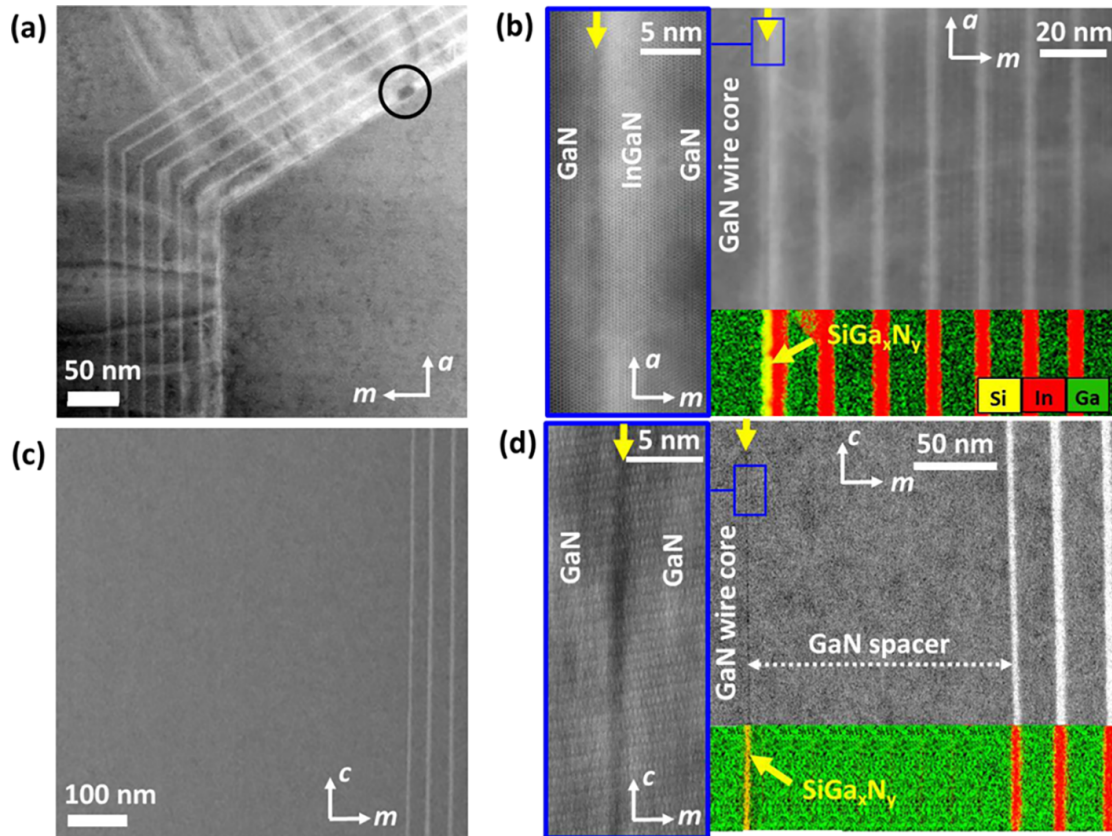 (a)
50 nm
a
m
(b)
5 nm
GaN
InGaN
GaN
a
m
GaN wire core
a
m
20 nm
SiGaxNy
Si In Ga
(c)
100 nm
c
m
(d)
5 nm
GaN
GaN
c
m
GaN wire core
c
m
50 nm
GaN spacer
SiGaxNy